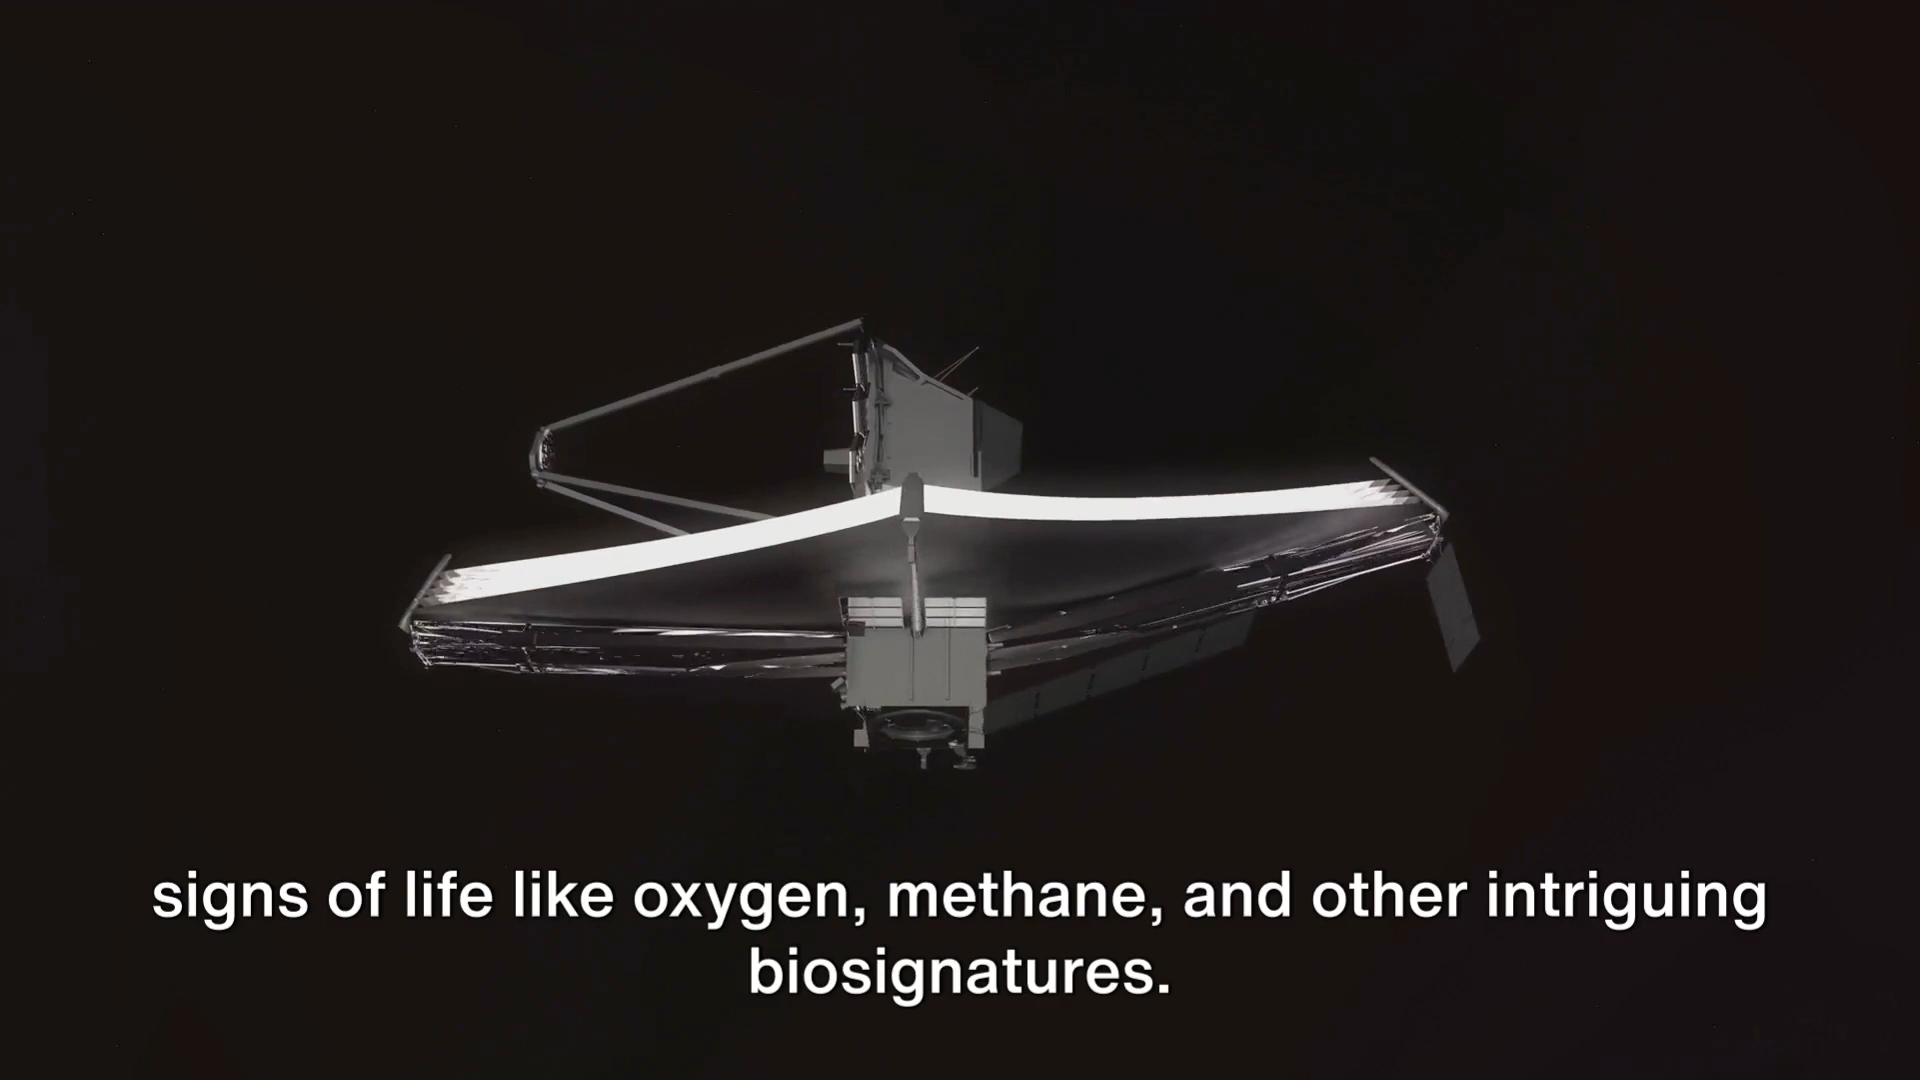 signs of life like oxygen, methane, and other intriguing
biosignatures.